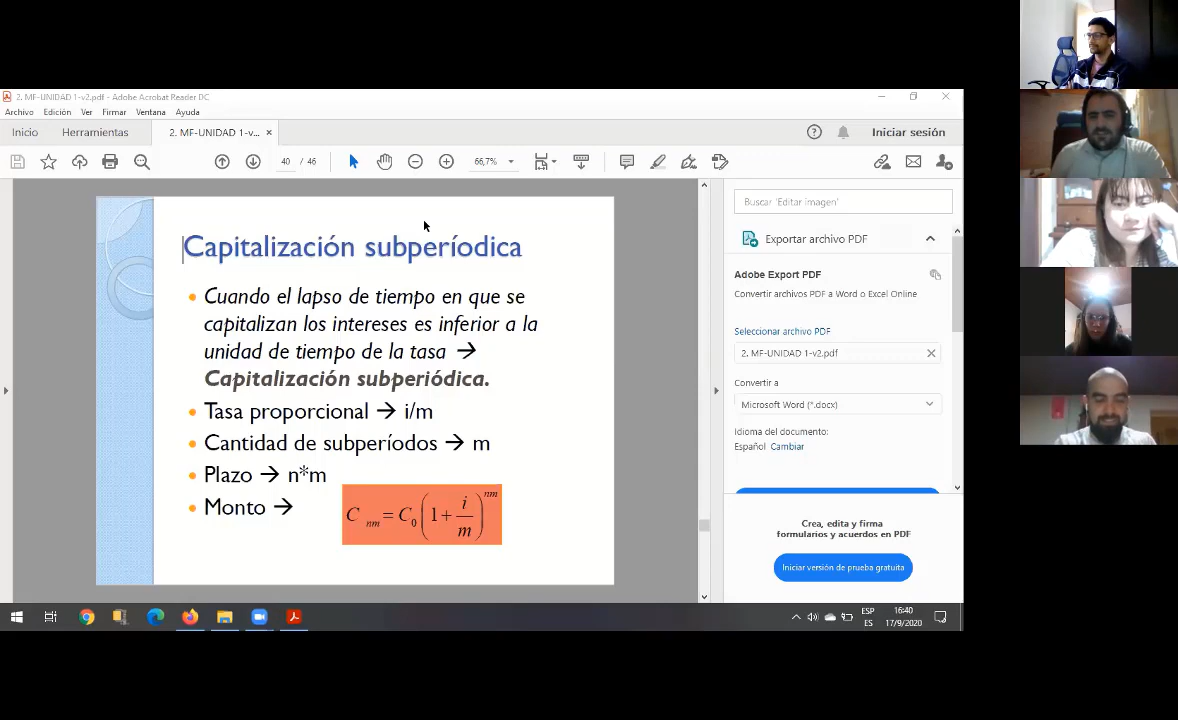 2. MF-UNIDAD 1-v2.pdf - Adobe Acrobat Reader DC
Archivo Edición Ver Firmar Ventana Ayuda
Inicio Herramientas 2. MF-UNIDAD 1-v... × Iniciar sesión
40 / 46 66,7%
Capitalización subperíodica
Cuando el lapso de tiempo en que se
capitalizan los intereses es inferior a la
unidad de tiempo de la tasa →
Capitalización subperiódica.
Tasa proporcional → i/m
Cantidad de subperíodos → m
Plazo → n*m
Monto →
C nm = C0 (1 + i/m)^nm
Buscar 'Editar imagen'
Exportar archivo PDF
Adobe Export PDF
Convertir archivos PDF a Word o Excel Online
Seleccionar archivo PDF
2. MF-UNIDAD 1-v2.pdf
Convertir a
Microsoft Word (*.docx)
Idioma del documento:
Español Cambiar
Crea, edita y firma
formularios y acuerdos en PDF
Iniciar versión de prueba gratuita
ESP
ES
16:40
17/9/2020